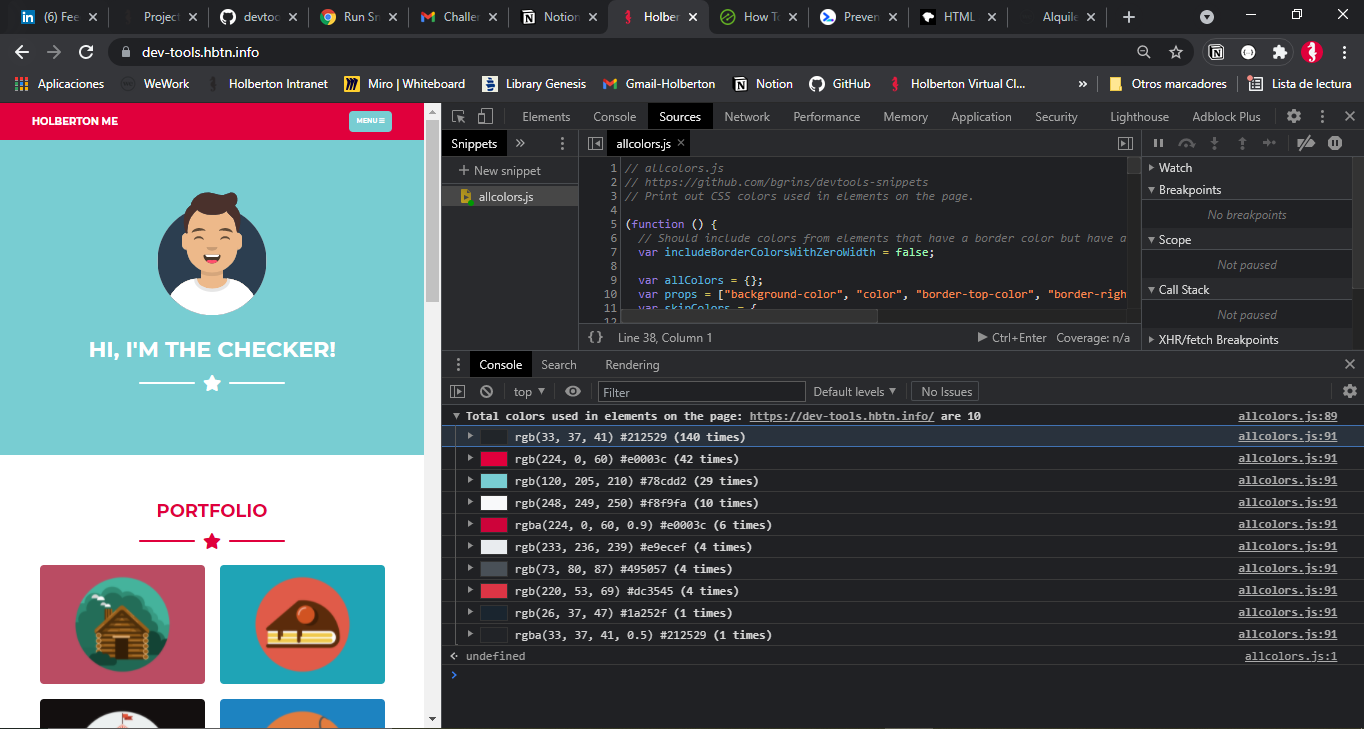 (6) Fee
Project
devtoc
Run Sn
Challer
Notion
Holber
How To
Preven
HTML
Alquile
dev-tools.hbtn.info
Aplicaciones
WeWork
Holberton Intranet
Miro | Whiteboard
Library Genesis
Gmail-Holberton
Notion
GitHub
Holberton Virtual Cl...
»
Otros marcadores
Lista de lectura
HOLBERTON ME
MENU
HI, I'M THE CHECKER!
PORTFOLIO
Elements Console Sources Network Performance Memory Application Security Lighthouse Adblock Plus
Snippets »
+ New snippet
allcolors.js
allcolors.js ×
1 // allcolors.js
2 // https://github.com/bgrins/devtools-snippets
3 // Print out CSS colors used in elements on the page.
4
5 (function () {
6 // Should include colors from elements that have a border color but have a
7 var includeBorderColorsWithZeroWidth = false;
8
9 var allColors = {};
10 var props = ["background-color", "color", "border-top-color", "border-righ
11 var skipColors = {
12
{} Line 38, Column 1
Ctrl+Enter Coverage: n/a
Watch
Breakpoints
No breakpoints
Scope
Not paused
Call Stack
Not paused
XHR/fetch Breakpoints
Console Search Rendering
top ▼ Filter Default levels ▼ No Issues
Total colors used in elements on the page: https://dev-tools.hbtn.info/ are 10 allcolors.js:89
rgb(33, 37, 41) #212529 (140 times) allcolors.js:91
rgb(224, 0, 60) #e0003c (42 times) allcolors.js:91
rgb(120, 205, 210) #78cdd2 (29 times) allcolors.js:91
rgb(248, 249, 250) #f8f9fa (10 times) allcolors.js:91
rgba(224, 0, 60, 0.9) #e0003c (6 times) allcolors.js:91
rgb(233, 236, 239) #e9ecef (4 times) allcolors.js:91
rgb(73, 80, 87) #495057 (4 times) allcolors.js:91
rgb(220, 53, 69) #dc3545 (4 times) allcolors.js:91
rgb(26, 37, 47) #1a252f (1 times) allcolors.js:91
rgba(33, 37, 41, 0.5) #212529 (1 times) allcolors.js:91
undefined allcolors.js:1